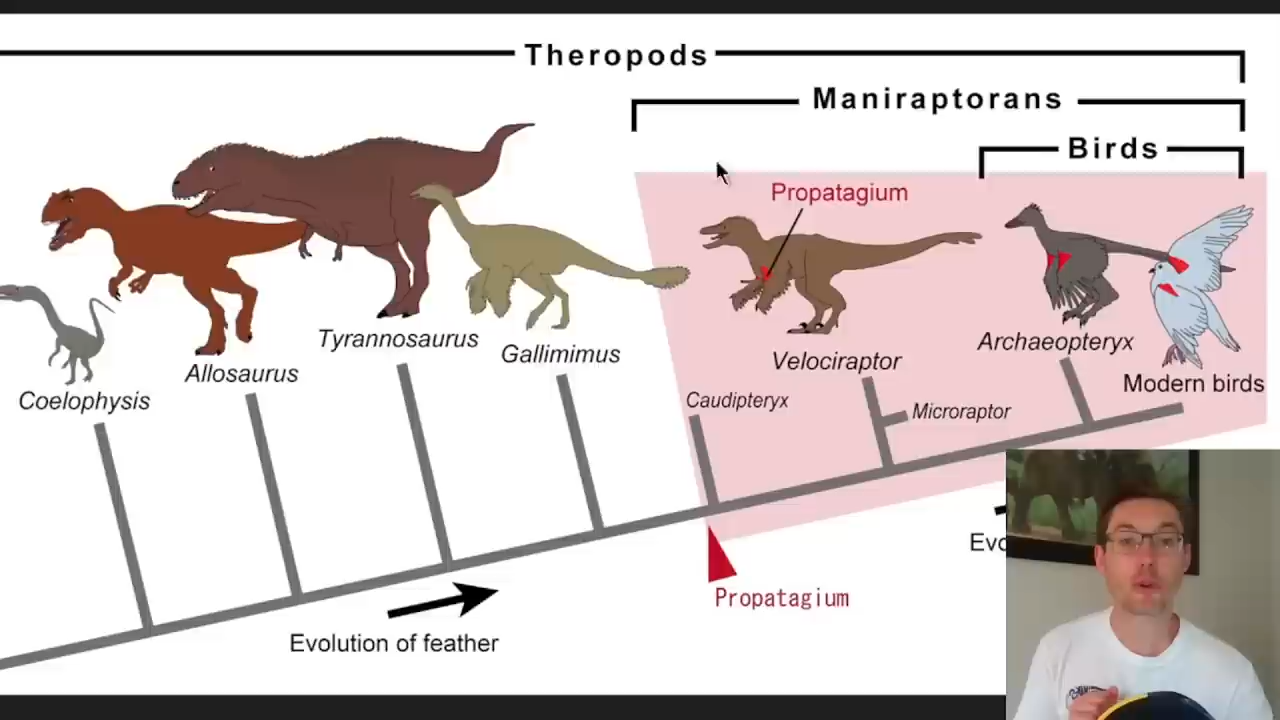 Theropods
Maniraptorans
Birds
Propatagium
Tyrannosaurus
Gallimimus
Velociraptor
Archaeopteryx
Allosaurus
Modern birds
Coelophysis
Caudipteryx
Microraptor
Propatagium
Evolution of feather